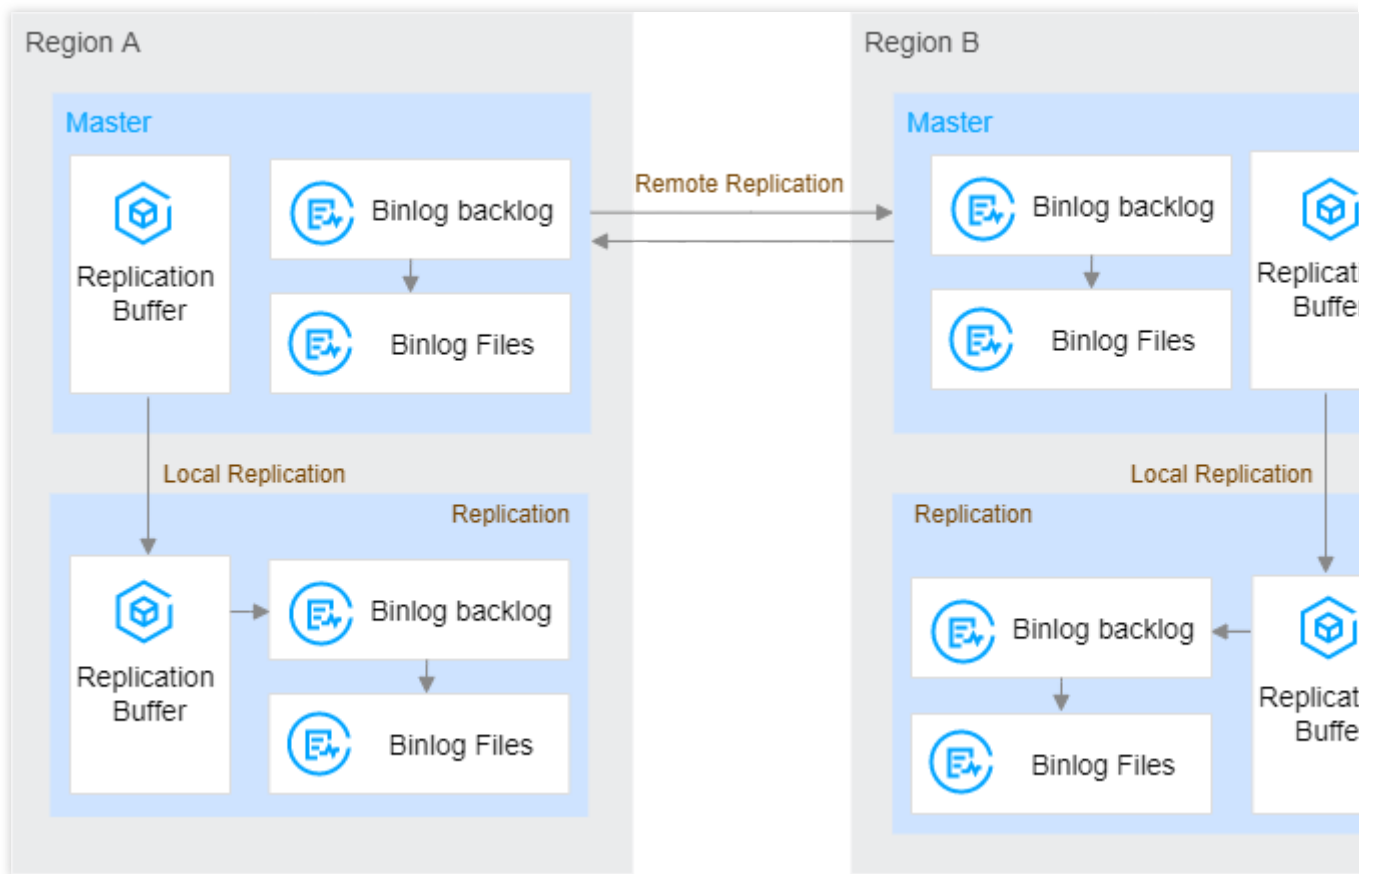 Region A
Master
Replication
Buffer
Binlog backlog
Binlog Files
Local Replication
Replication
Replication
Buffer
Binlog backlog
Binlog Files
Remote Replication
Region B
Master
Binlog backlog
Binlog Files
Local Replication
Replication
Binlog backlog
Binlog Files